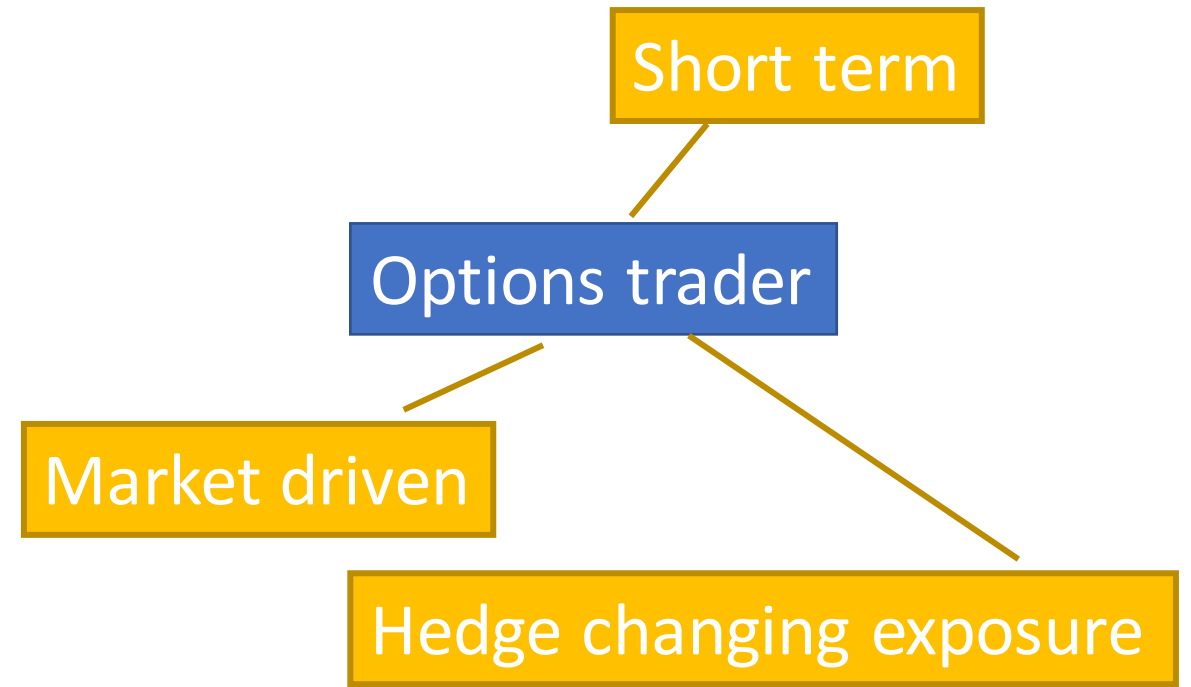 Short term
Options trader
Market driven
Hedge changing exposure